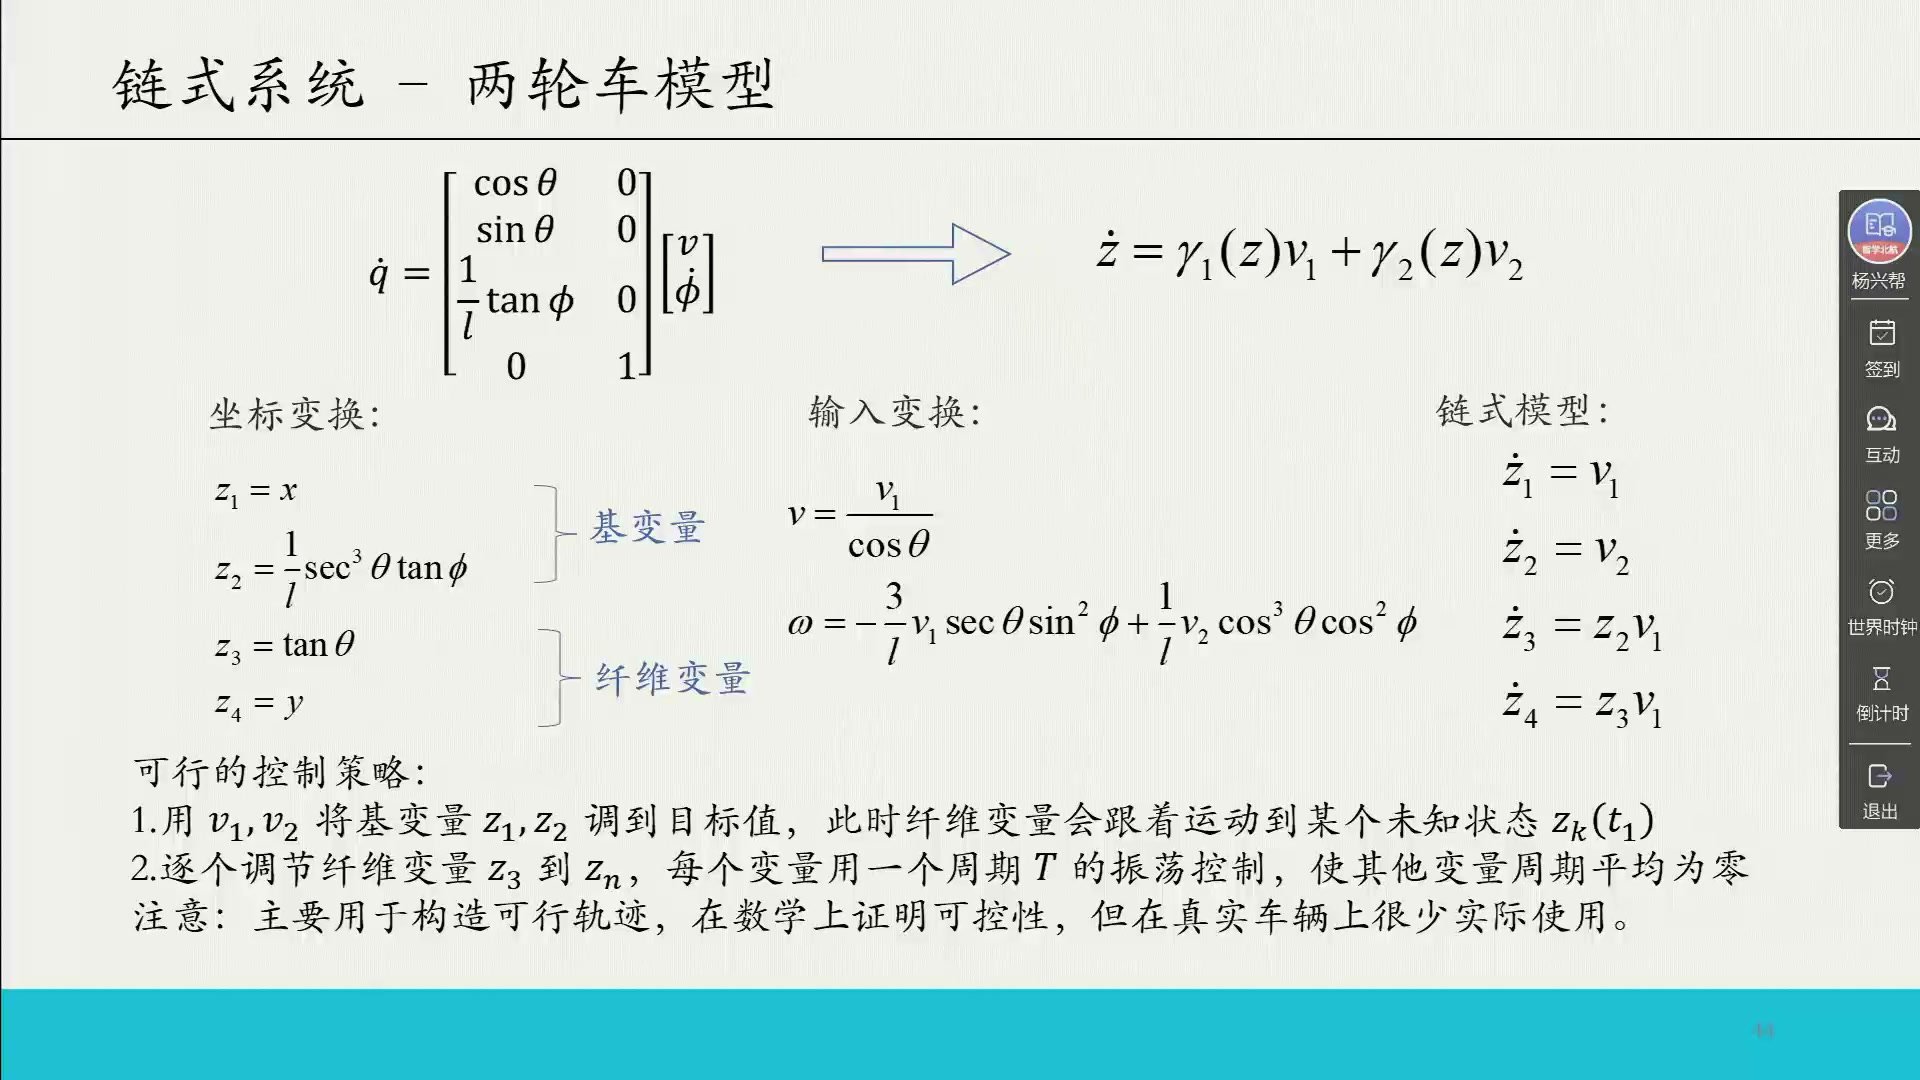 链式系统 – 两轮车模型
q̇ = [cos θ 0; sin θ 0; 1/l tan ϕ 0; 0 1] [v; ϕ̇]
ż = γ₁(z)v₁ + γ₂(z)v₂
坐标变换：
z₁ = x
z₂ = 1/l sec³ θ tan ϕ
基变量
z₃ = tan θ
z₄ = y
纤维变量
输入变换：
v = v₁ / cos θ
ω = − 3/l v₁ sec θ sin² ϕ + 1/l v₂ cos³ θ cos² ϕ
链式模型：
ż₁ = v₁
ż₂ = v₂
ż₃ = z₂v₁
ż₄ = z₃v₁
可行的控制策略：
1.用 v₁, v₂ 将基变量 z₁, z₂ 调到目标值，此时纤维变量会跟着运动到某个未知状态 zₖ(t₁)
2.逐个调节纤维变量 z₃ 到 zₙ，每个变量用一个周期 T 的振荡控制，使其他变量周期平均为零
注意：主要用于构造可行轨迹，在数学上证明可控性，但在真实车辆上很少实际使用。
44
智学北航
杨兴帮
签到
互动
更多
世界时钟
倒计时
退出